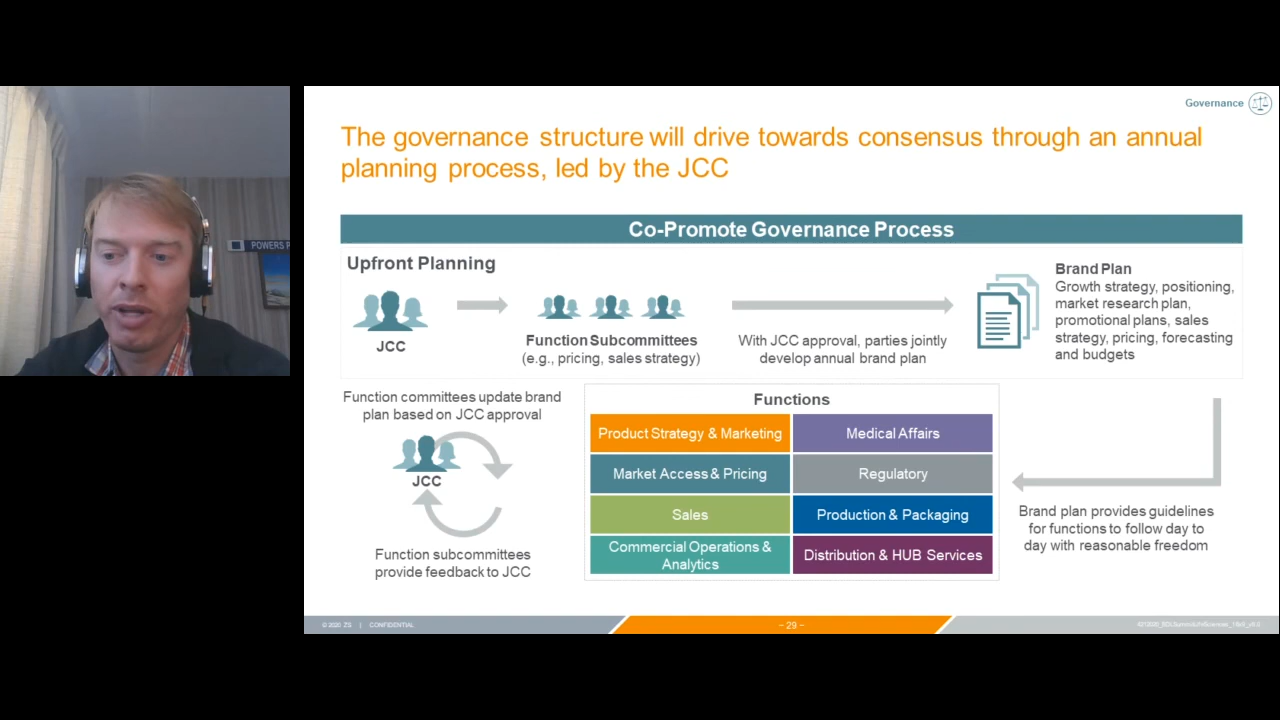 POWERS P
Governance
The governance structure will drive towards consensus through an annual
planning process, led by the JCC
Co-Promote Governance Process
Upfront Planning
JCC
Function Subcommittees
(e.g., pricing, sales strategy)
With JCC approval, parties jointly
develop annual brand plan
Brand Plan
Growth strategy, positioning,
market research plan,
promotional plans, sales
strategy, pricing, forecasting
and budgets
Function committees update brand
plan based on JCC approval
JCC
Function subcommittees
provide feedback to JCC
Functions
Product Strategy & Marketing
Medical Affairs
Market Access & Pricing
Regulatory
Sales
Production & Packaging
Commercial Operations &
Analytics
Distribution & HUB Services
Brand plan provides guidelines
for functions to follow day to
day with reasonable freedom
© 2020 ZS | CONFIDENTIAL
– 29 –